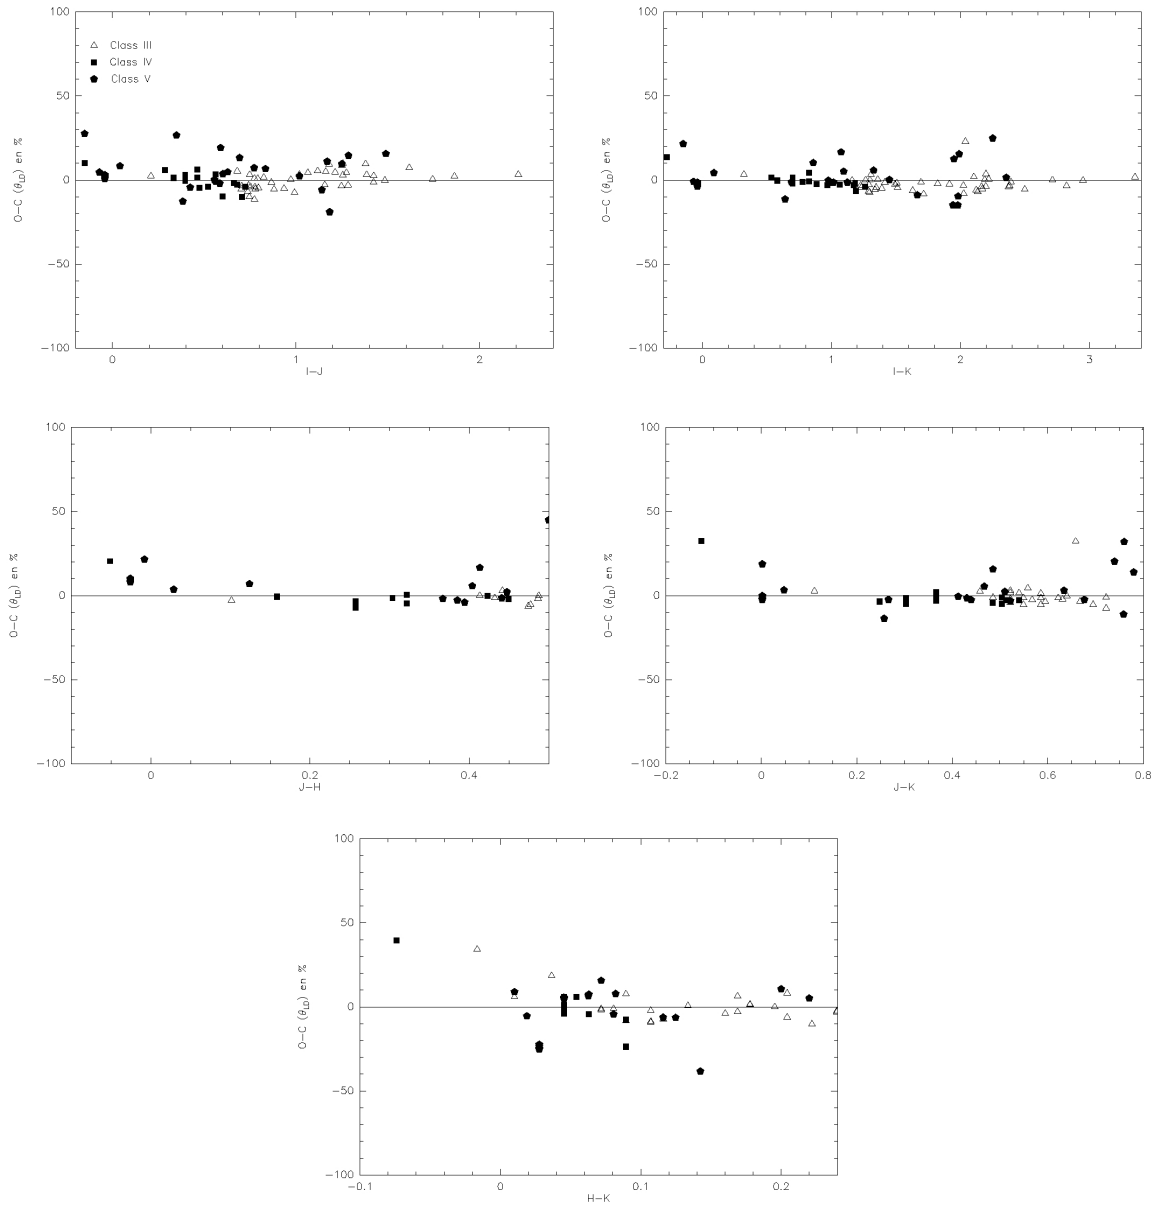 100
50
0
−50
−100
O−C (θLD) en %
△ Class III
■ Class IV
Class V
0 1 2
I−J
100
50
0
−50
−100
O−C (θLD) en %
0 1 2 3
I−K
100
50
0
−50
−100
O−C (θLD) en %
0 0.2 0.4
J−H
100
50
0
−50
−100
O−C (θLD) en %
−0.2 0 0.2 0.4 0.6 0.8
J−K
100
50
0
−50
−100
O−C (θLD) en %
−0.1 0 0.1 0.2
H−K